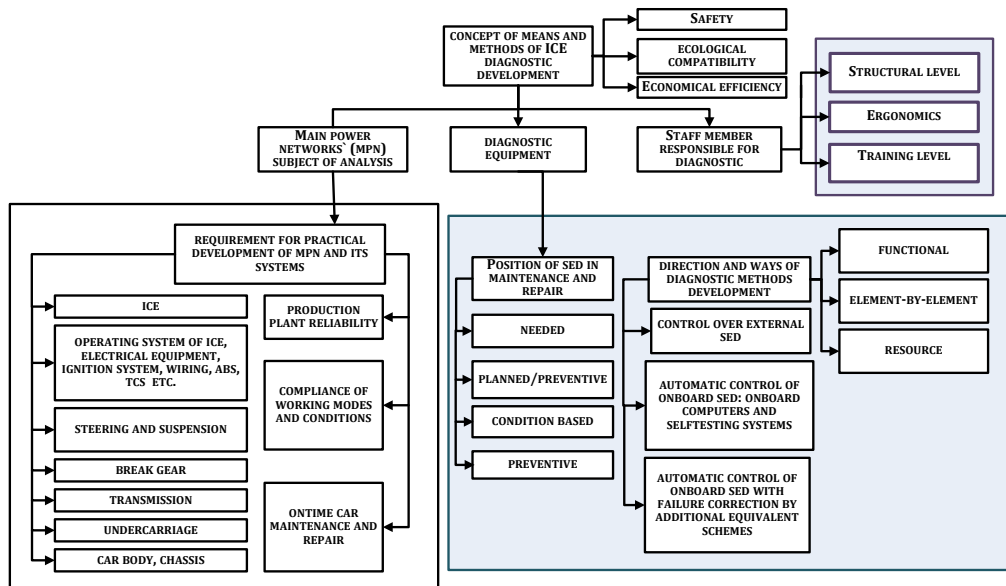 CONCEPT OF MEANS AND
METHODS OF ICE
DIAGNOSTIC
DEVELOPMENT
SAFETY
ECOLOGICAL
COMPATIBILITY
ECONOMICAL EFFICIENCY
STRUCTURAL LEVEL
ERGONOMICS
TRAINING LEVEL
MAIN POWER
NETWORKS` (MPN)
SUBJECT OF ANALYSIS
DIAGNOSTIC
EQUIPMENT
STAFF MEMBER
RESPONSIBLE FOR
DIAGNOSTIC
REQUIREMENT FOR PRACTICAL
DEVELOPMENT OF MPN AND ITS
SYSTEMS
ICE
OPERATING SYSTEM OF ICE,
ELECTRICAL EQUIPMENT,
IGNITION SYSTEM, WIRING, ABS,
TCS ETC.
STEERING AND SUSPENSION
BREAK GEAR
TRANSMISSION
UNDERCARRIAGE
CAR BODY, CHASSIS
PRODUCTION
PLANT RELIABILITY
COMPLIANCE OF
WORKING MODES
AND CONDITIONS
ONTIME CAR
MAINTENANCE AND
REPAIR
POSITION OF SED IN
MAINTENANCE AND
REPAIR
NEEDED
PLANNED/PREVENTIVE
CONDITION BASED
PREVENTIVE
DIRECTION AND WAYS OF
DIAGNOSTIC METHODS
DEVELOPMENT
CONTROL OVER EXTERNAL
SED
AUTOMATIC CONTROL OF
ONBOARD SED: ONBOARD
COMPUTERS AND
SELFTESTING SYSTEMS
AUTOMATIC CONTROL OF
ONBOARD SED WITH
FAILURE CORRECTION BY
ADDITIONAL EQUIVALENT
SCHEMES
FUNCTIONAL
ELEMENT-BY-ELEMENT
RESOURCE